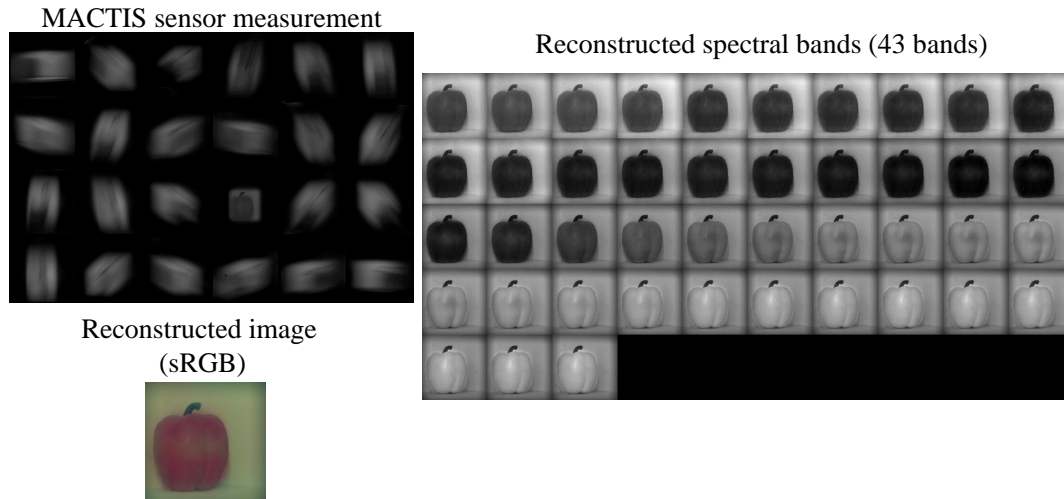 MACTIS sensor measurement
Reconstructed spectral bands (43 bands)
Reconstructed image
(sRGB)